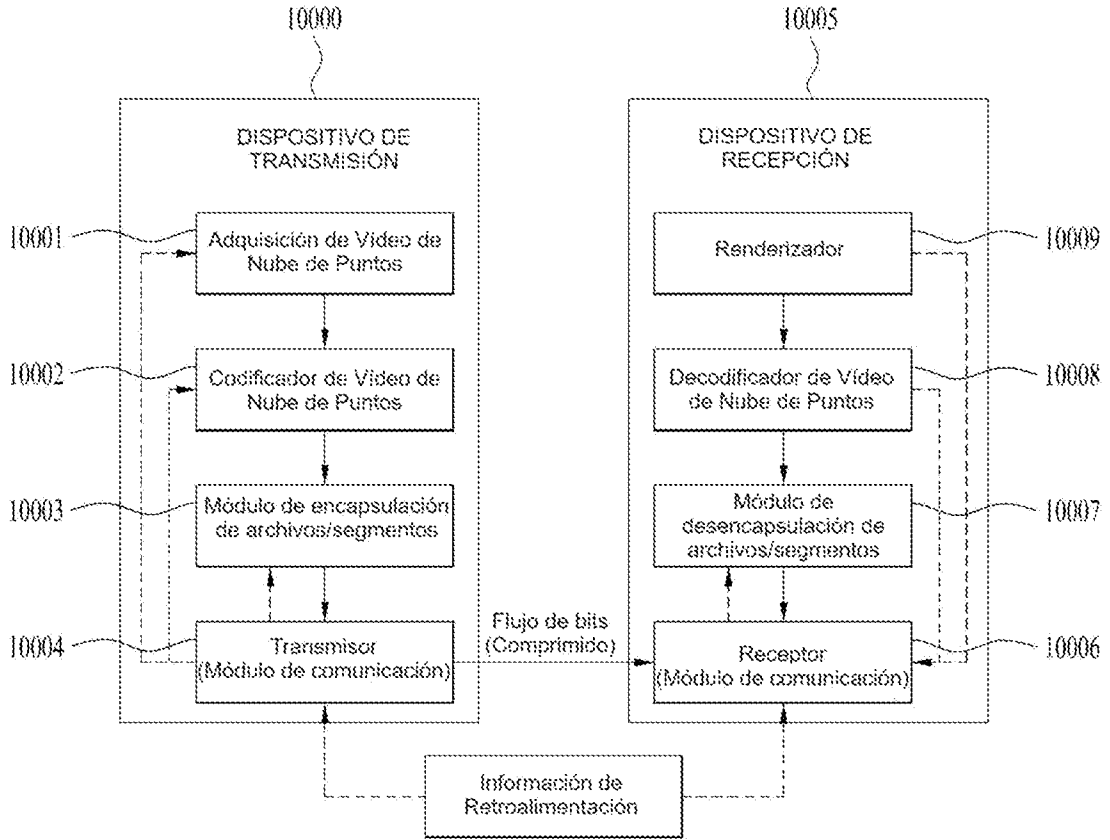 10000
10005
DISPOSITIVO DE
TRANSMISIÓN
DISPOSITIVO DE
RECEPCIÓN
10001
Adquisición de Vídeo de
Nube de Puntos
Renderizador
10009
10002
Codificador de Vídeo de
Nube de Puntos
Decodificador de Vídeo
de Nube de Puntos
10008
10003
Módulo de encapsulación
de archivos/segmentos
Módulo de
desencapsulación de
archivos/segmentos
10007
10004
Transmisor
(Módulo de comunicación)
Flujo de bits
(Comprimido)
Receptor
(Módulo de comunicación)
10006
Información de
Retroalimentación